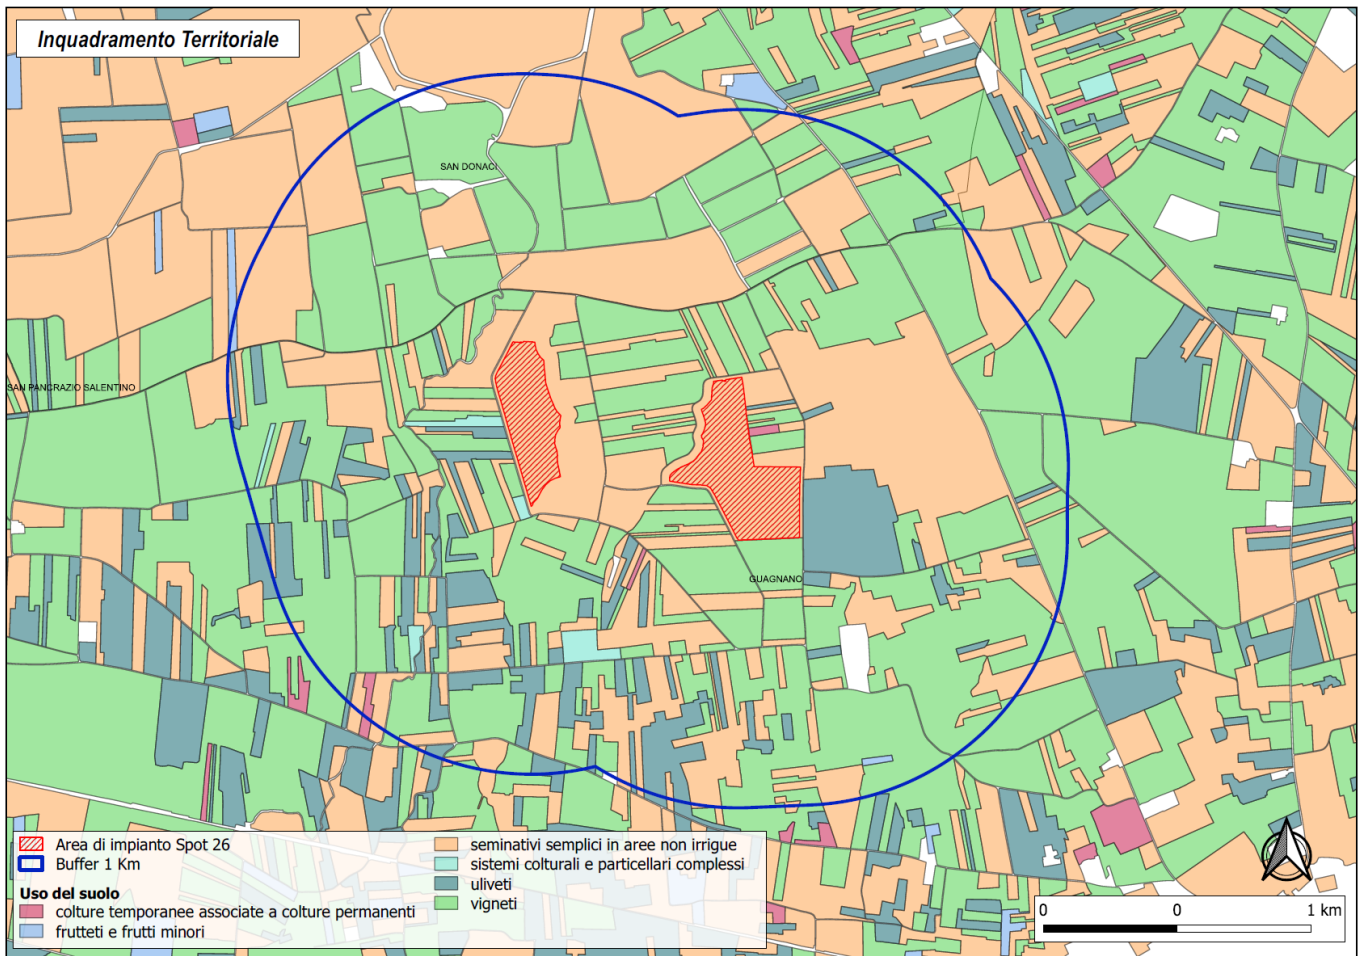 Inquadramento Territoriale
SAN DONACI
SAN PANCRAZIO SALENTINO
GUAGNANO
Area di impianto Spot 26
Buffer 1 Km
Uso del suolo
colture temporanee associate a colture permanenti
frutteti e frutti minori
seminativi semplici in aree non irrigue
sistemi colturali e particellari complessi
uliveti
vigneti
0 0 1 km